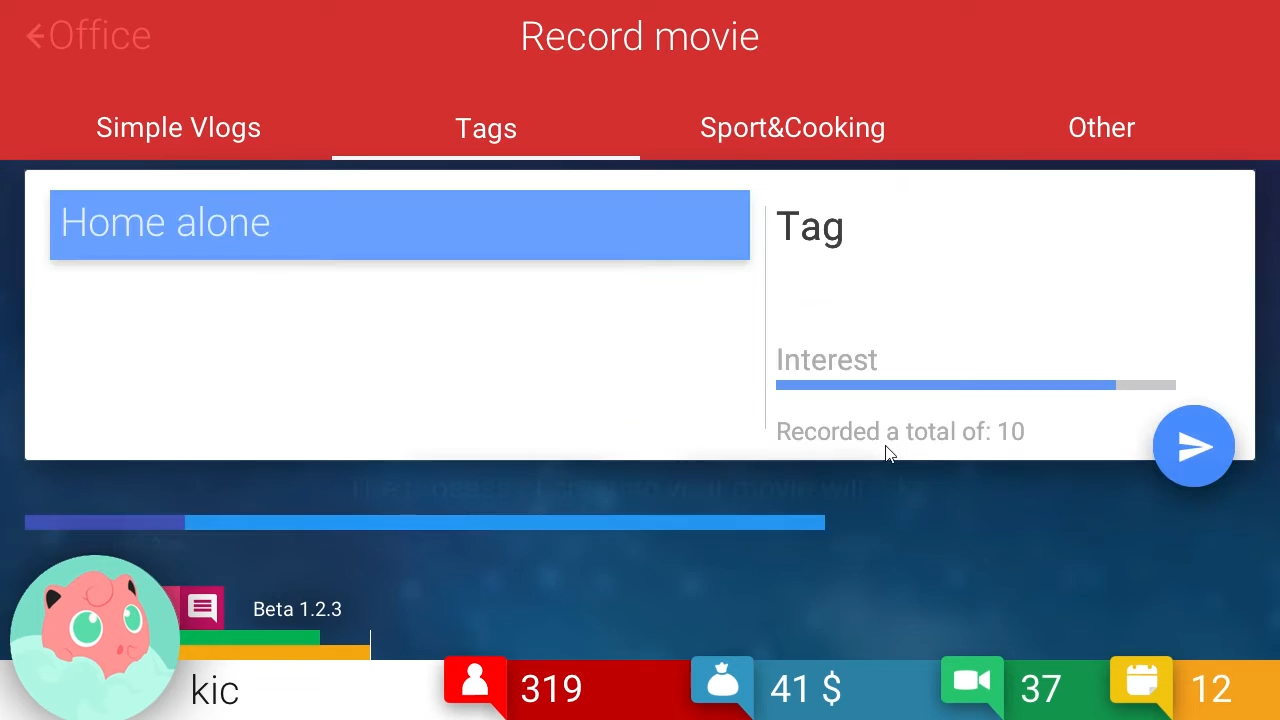 Office
Record movie
Simple Vlogs
Tags
Sport&Cooking
Other
Home alone
Tag
Interest
Recorded a total of: 10
Beta 1.2.3
kic
319
41 $
37
12